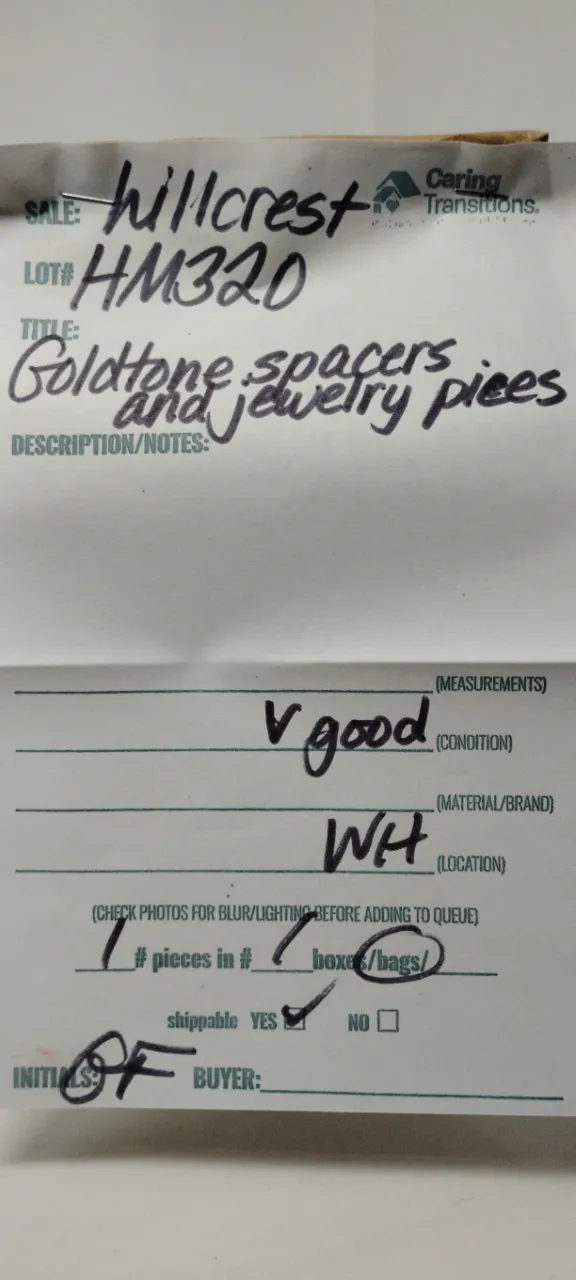 SALE: hillcrest Caring Transitions.
LOT# HM320
TITLE:
Goldtone spacers
and jewelry piees
DESCRIPTION/NOTES:
(MEASUREMENTS)
V good (CONDITION)
(MATERIAL/BRAND)
WH (LOCATION)
(CHECK PHOTOS FOR BLUR/LIGHTING BEFORE ADDING TO QUEUE)
1 # pieces in # 1 boxes/bags/
shippable YES ✓ NO
INITIALS: OF BUYER: